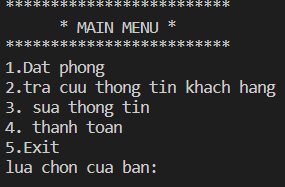 *************************
* MAIN MENU *
*************************
1.Dat phong
2.tra cuu thong tin khach hang
3. sua thong tin
4. thanh toan
5.Exit
lua chon cua ban: